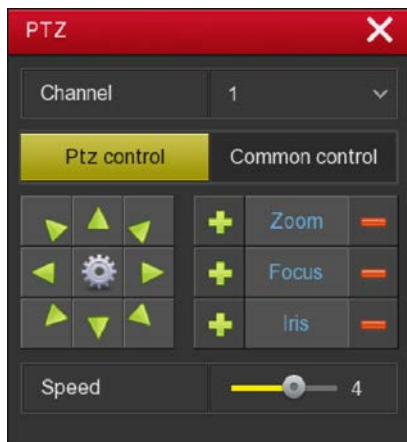 PTZ
Channel 1
Ptz control Common control
Zoom
Focus
Iris
Speed 4